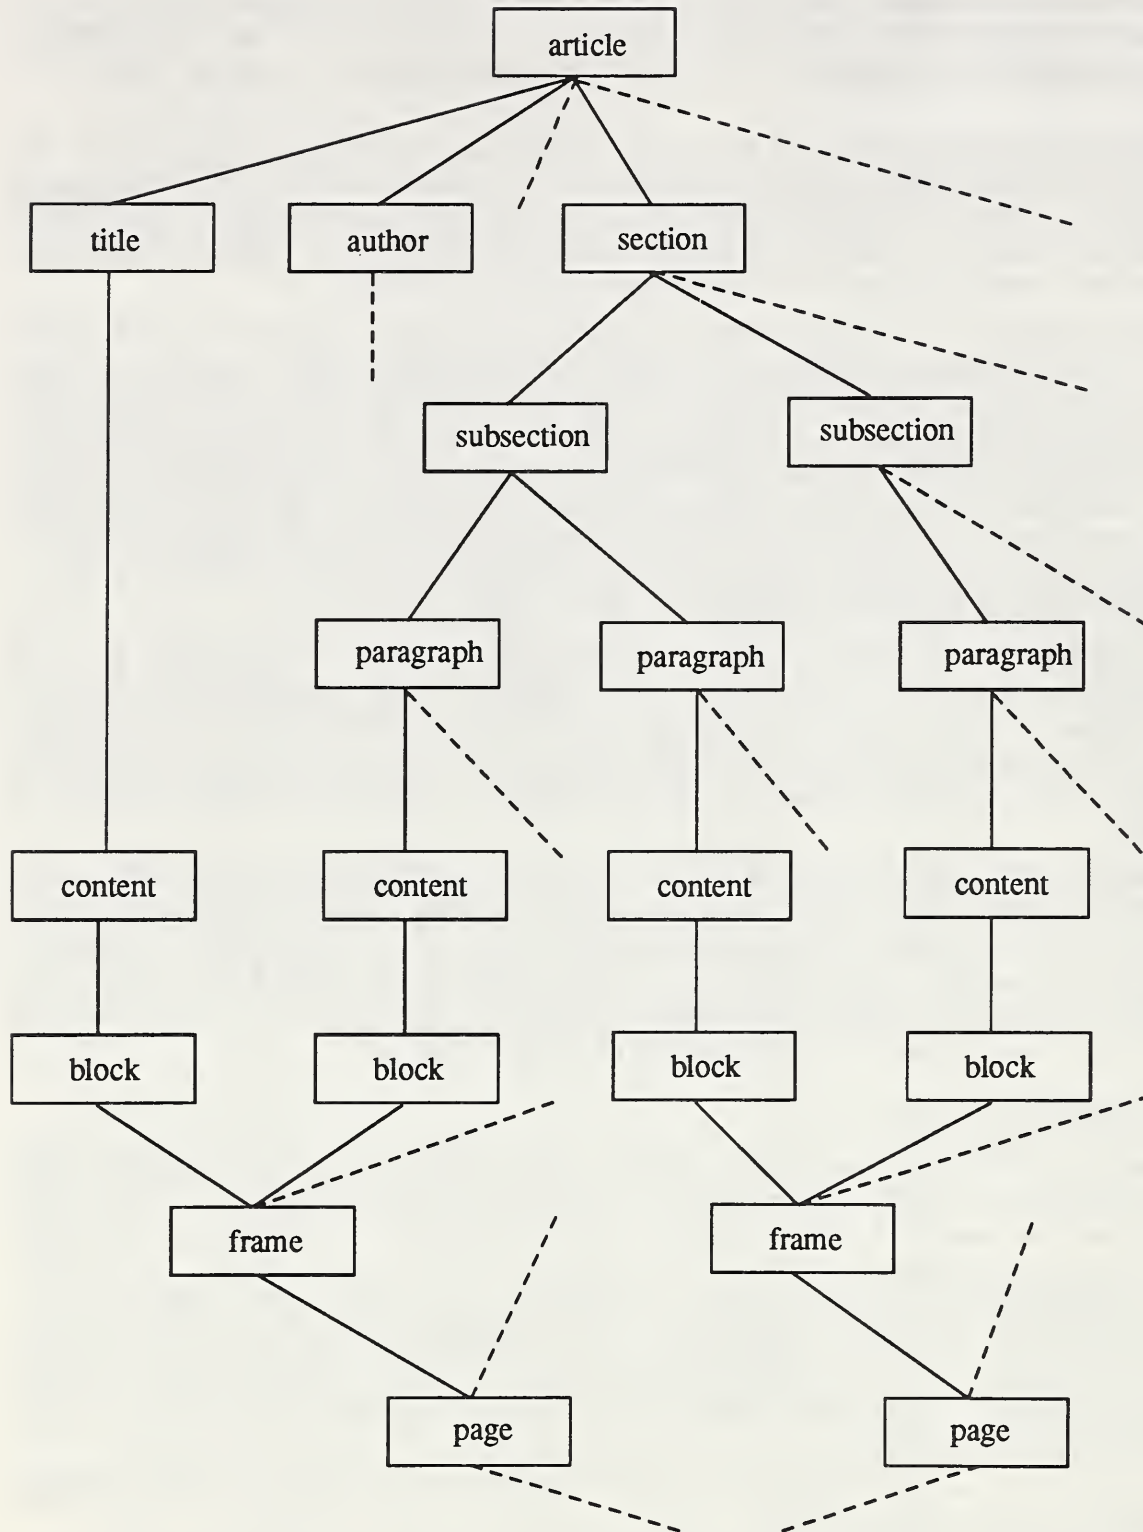 article
title
author
section
subsection
subsection
paragraph
paragraph
paragraph
content
content
content
content
block
block
block
block
frame
frame
page
page